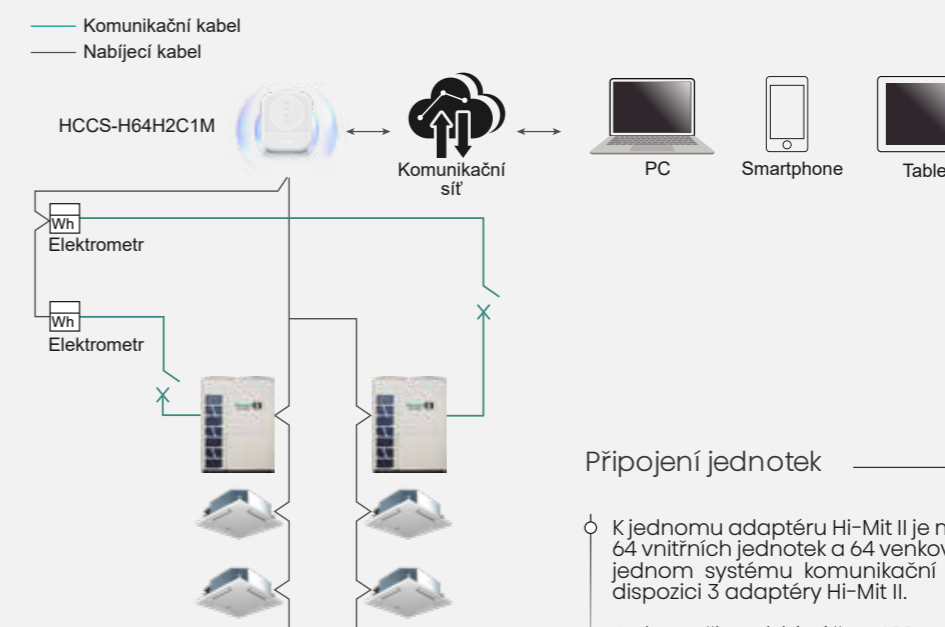 Komunikační kabel
Nabíjecí kabel
HCCS-H64H2C1M
Komunikační
síť
PC
Smartphone
Table
Wh
Elektrometr
Wh
Elektrometr
Připojení jednotek
K jednomu adaptéru Hi-Mit II je
64 vnitřních jednotek a 64
jednom systému komunikační
dispozici 3 adaptéry Hi-Mit II.